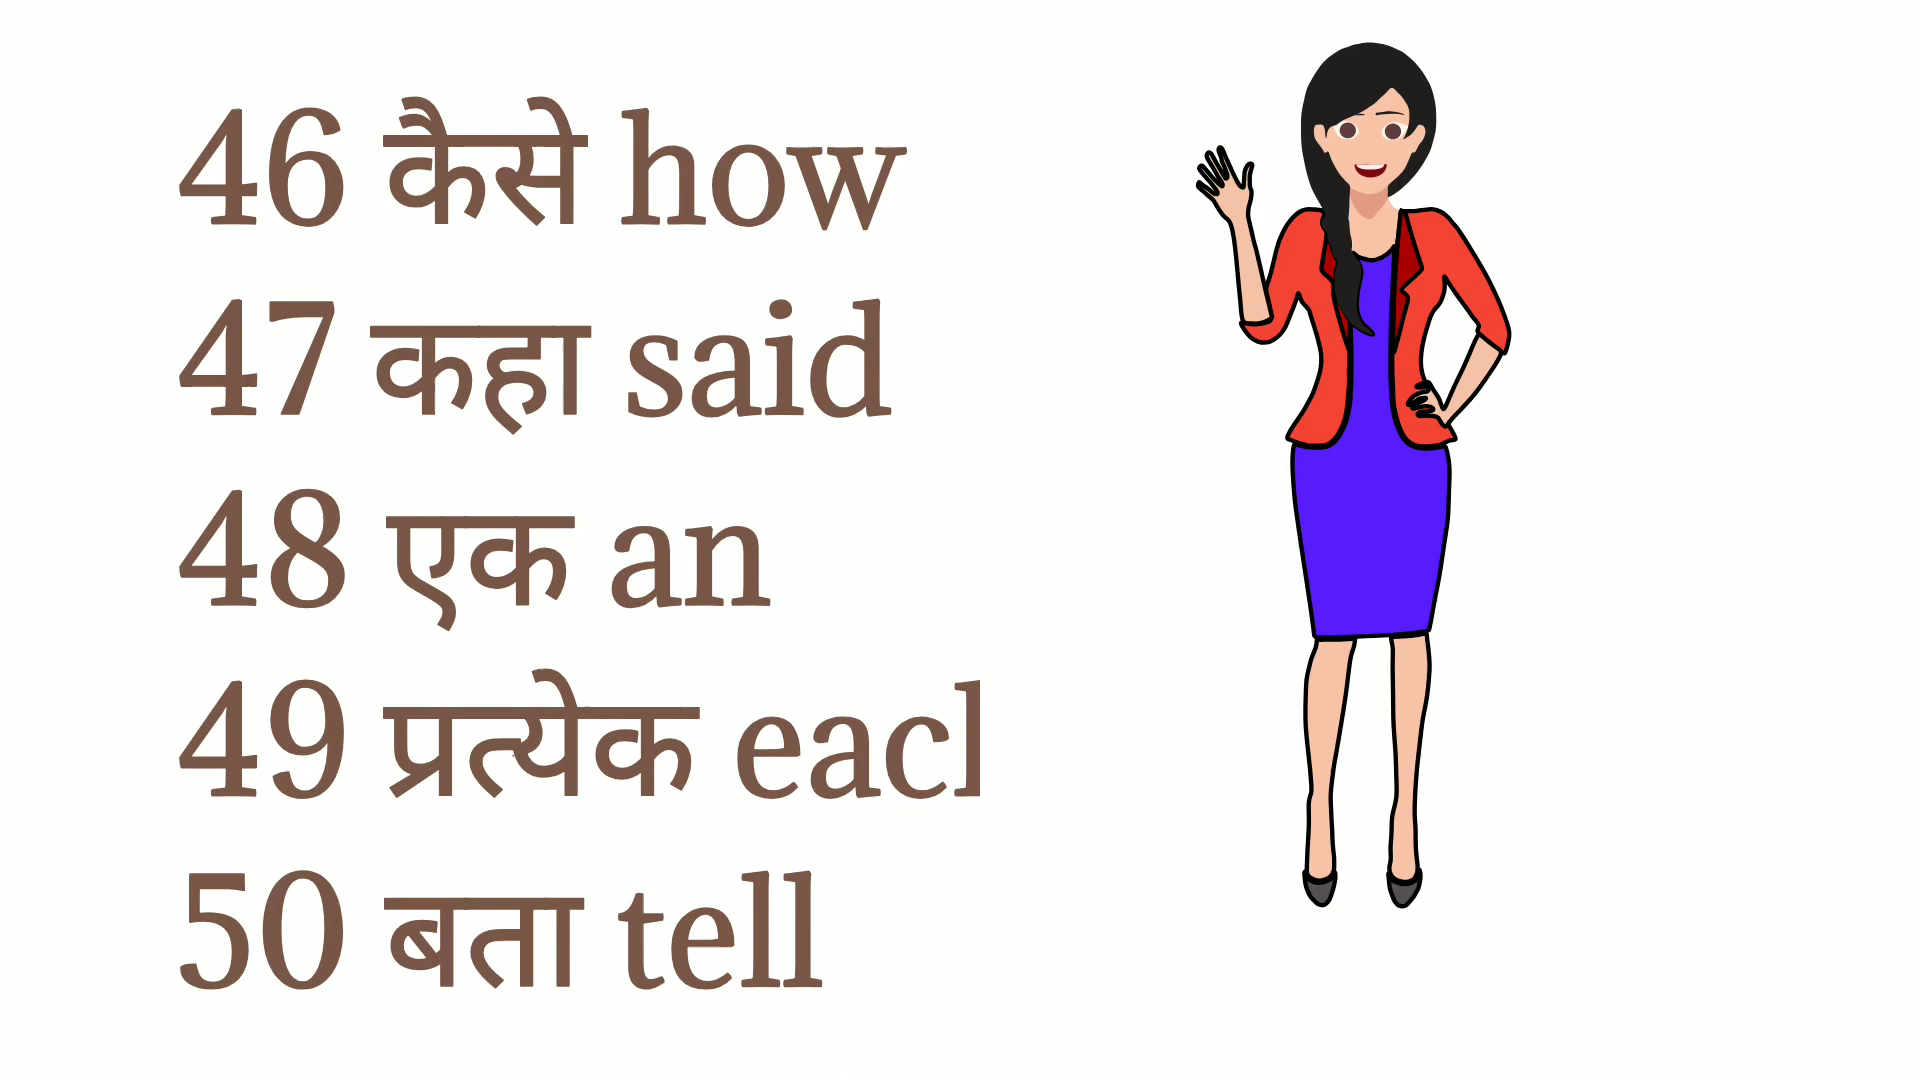 46 कैसे how
47 कहा said
48 एक an
49 प्रत्येक eacl
50 बता tell